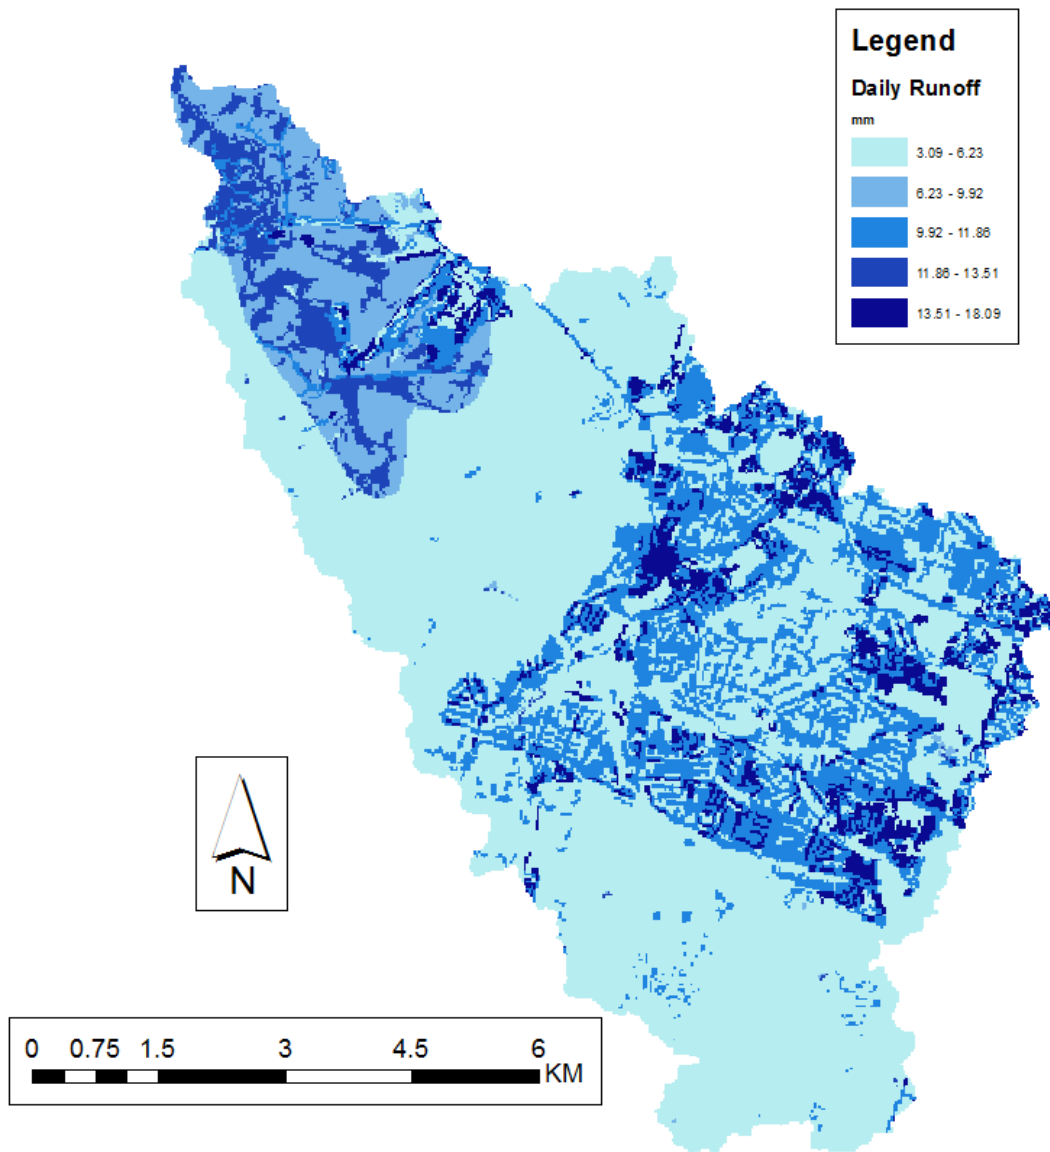 Legend
Daily Runoff
mm
3.09 - 6.23
6.23 - 9.92
9.92 - 11.86
11.86 - 13.51
13.51 - 18.09
N
0 0.75 1.5 3 4.5 6
KM